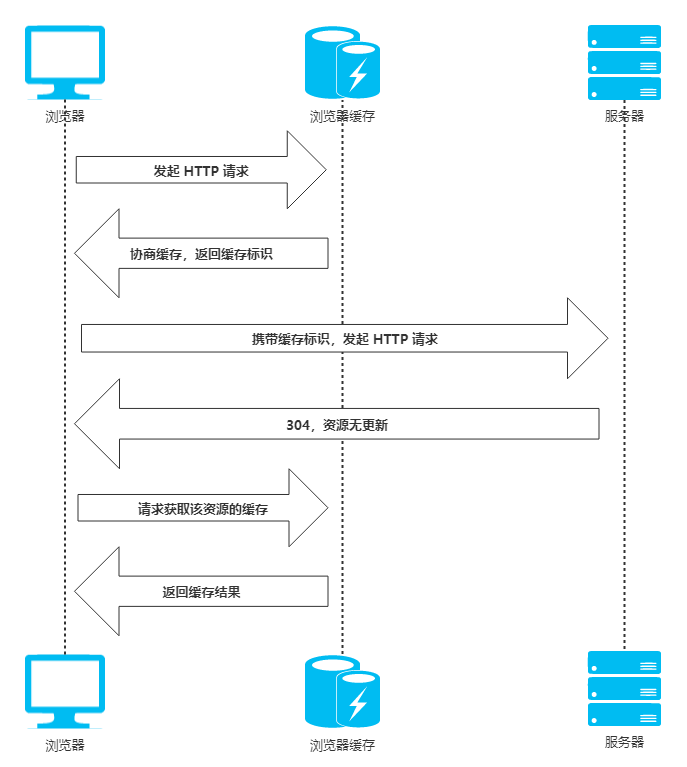 浏览器
浏览器缓存
服务器
发起 HTTP 请求
协商缓存，返回缓存标识
携带缓存标识，发起 HTTP 请求
304，资源无更新
请求获取该资源的缓存
返回缓存结果
浏览器
浏览器缓存
服务器